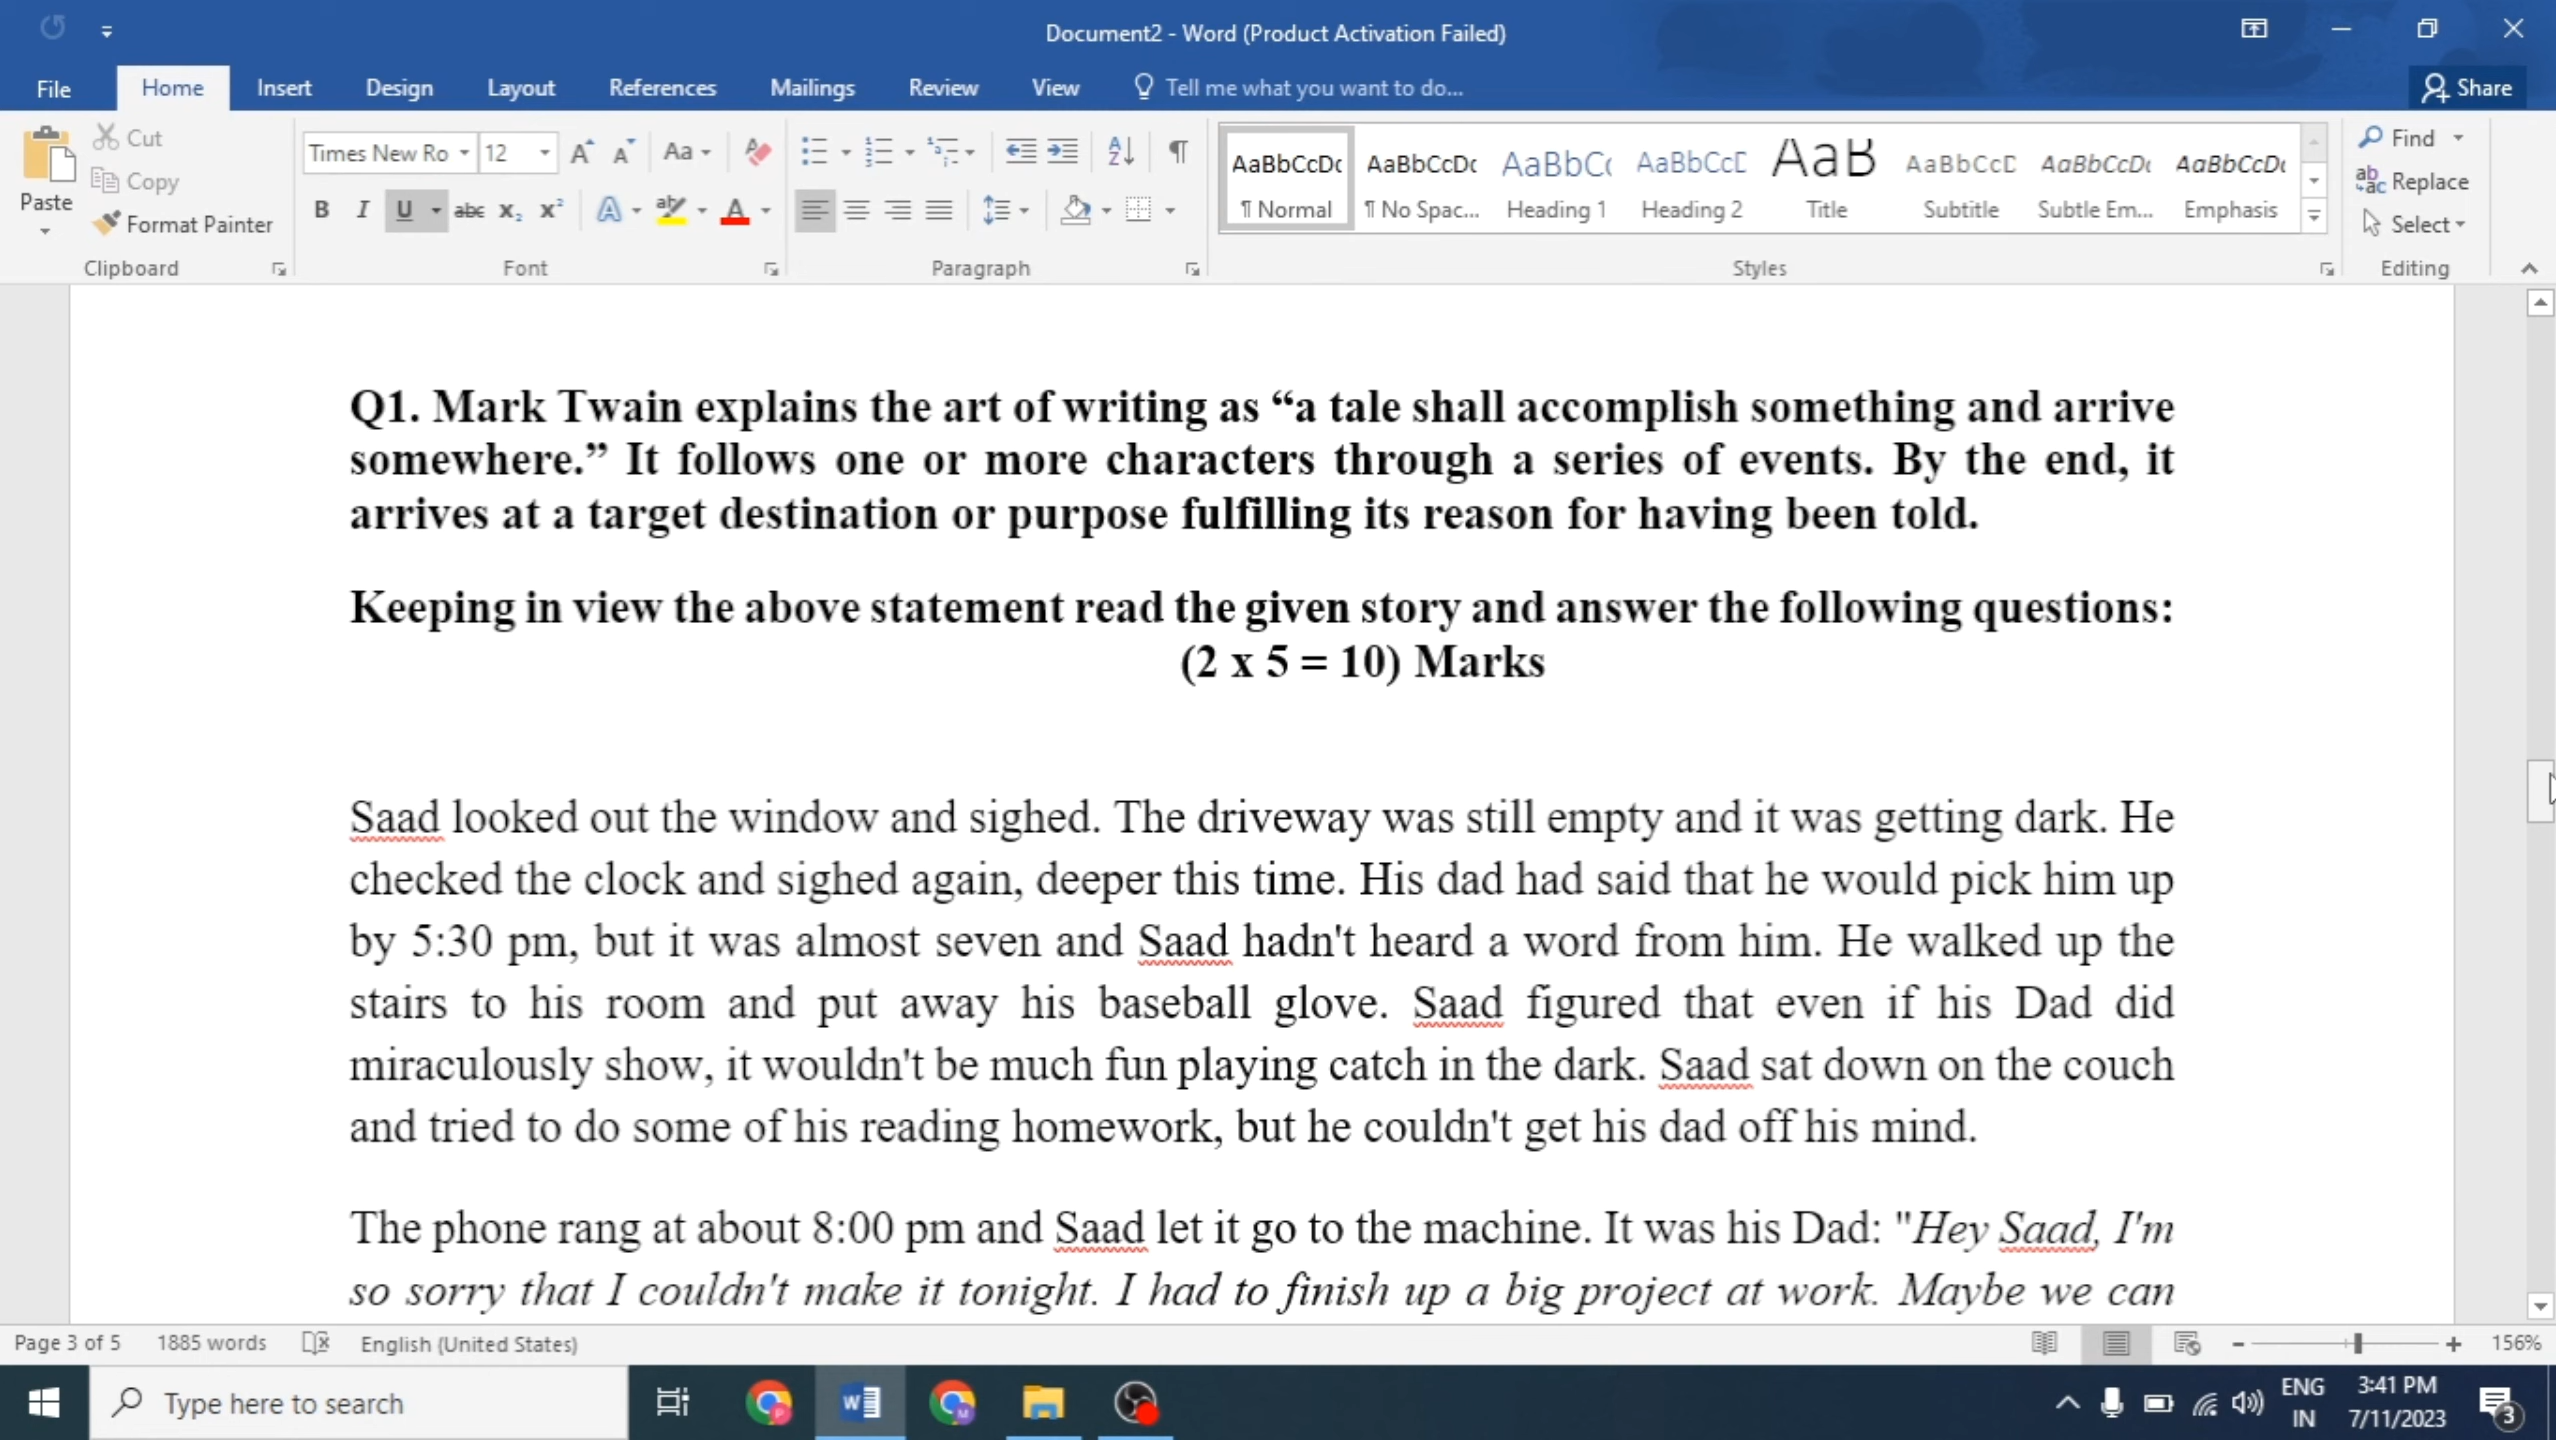 Document2 - Word (Product Activation Failed)
File Home Insert Design Layout References Mailings Review View Tell me what you want to do... Share
Paste Cut Copy Format Painter Clipboard
Times New Ro 12 Aa
B I U abc X₂ X² A ab A
Font
Paragraph
AaBbCcDc AaBbCcDc AaBbC AaBbCcD AaB AaBbCcD AaBbCcDc AaBbCcDc
¶ Normal ¶ No Spac... Heading 1 Heading 2 Title Subtitle Subtle Em... Emphasis
Styles
Find Replace Select Editing
Q1. Mark Twain explains the art of writing as “a tale shall accomplish something and arrive
somewhere.” It follows one or more characters through a series of events. By the end, it
arrives at a target destination or purpose fulfilling its reason for having been told.
Keeping in view the above statement read the given story and answer the following questions:
(2 x 5 = 10) Marks
Saad looked out the window and sighed. The driveway was still empty and it was getting dark. He
checked the clock and sighed again, deeper this time. His dad had said that he would pick him up
by 5:30 pm, but it was almost seven and Saad hadn't heard a word from him. He walked up the
stairs to his room and put away his baseball glove. Saad figured that even if his Dad did
miraculously show, it wouldn't be much fun playing catch in the dark. Saad sat down on the couch
and tried to do some of his reading homework, but he couldn't get his dad off his mind.
The phone rang at about 8:00 pm and Saad let it go to the machine. It was his Dad: "Hey Saad, I'm
so sorry that I couldn't make it tonight. I had to finish up a big project at work. Maybe we can
Page 3 of 5 1885 words English (United States) 156%
Type here to search
ENG
IN
3:41 PM
7/11/2023
3